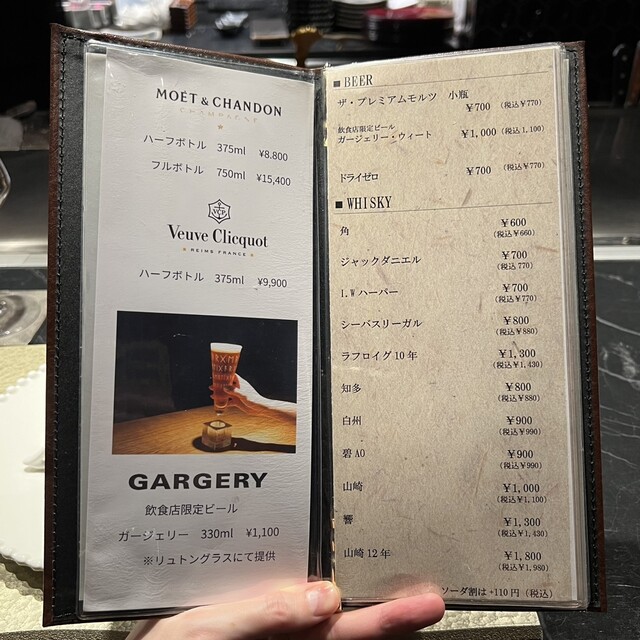 MOËT & CHANDON
CHAMPAGNE
ハーフボトル 375ml ¥8.800
フルボトル 750ml ¥15,400
Veuve Clicquot
REIMS FRANCE
ハーフボトル 375ml ¥9,900
GARGERY
飲食店限定ビール
ガージェリー 330ml ¥1,100
※リュトングラスにて提供
■ BEER
ザ・プレミアムモルツ 小瓶
¥700 (税込¥770)
飲食店限定ビール
ガージェリー・ウィート ¥1,000 (税込1,100)
ドライゼロ ¥700 (税込¥770)
■ WHISKY
角 ¥600
(税込¥660)
ジャックダニエル ¥700
(税込770)
I.Wハーパー ¥700
(税込¥770)
シーバスリーガル ¥800
(税込¥880)
ラフロイグ10年 ¥1,300
(税込¥1,430)
知多 ¥800
(税込¥880)
白州 ¥900
(税込¥990)
碧AO ¥900
(税込¥990)
山崎 ¥1,000
(税込¥1,100)
響 ¥1,300
(税込¥1,430)
山崎12年 ¥1,800
(税込¥1,980)
ソーダ割は+110円(税込)